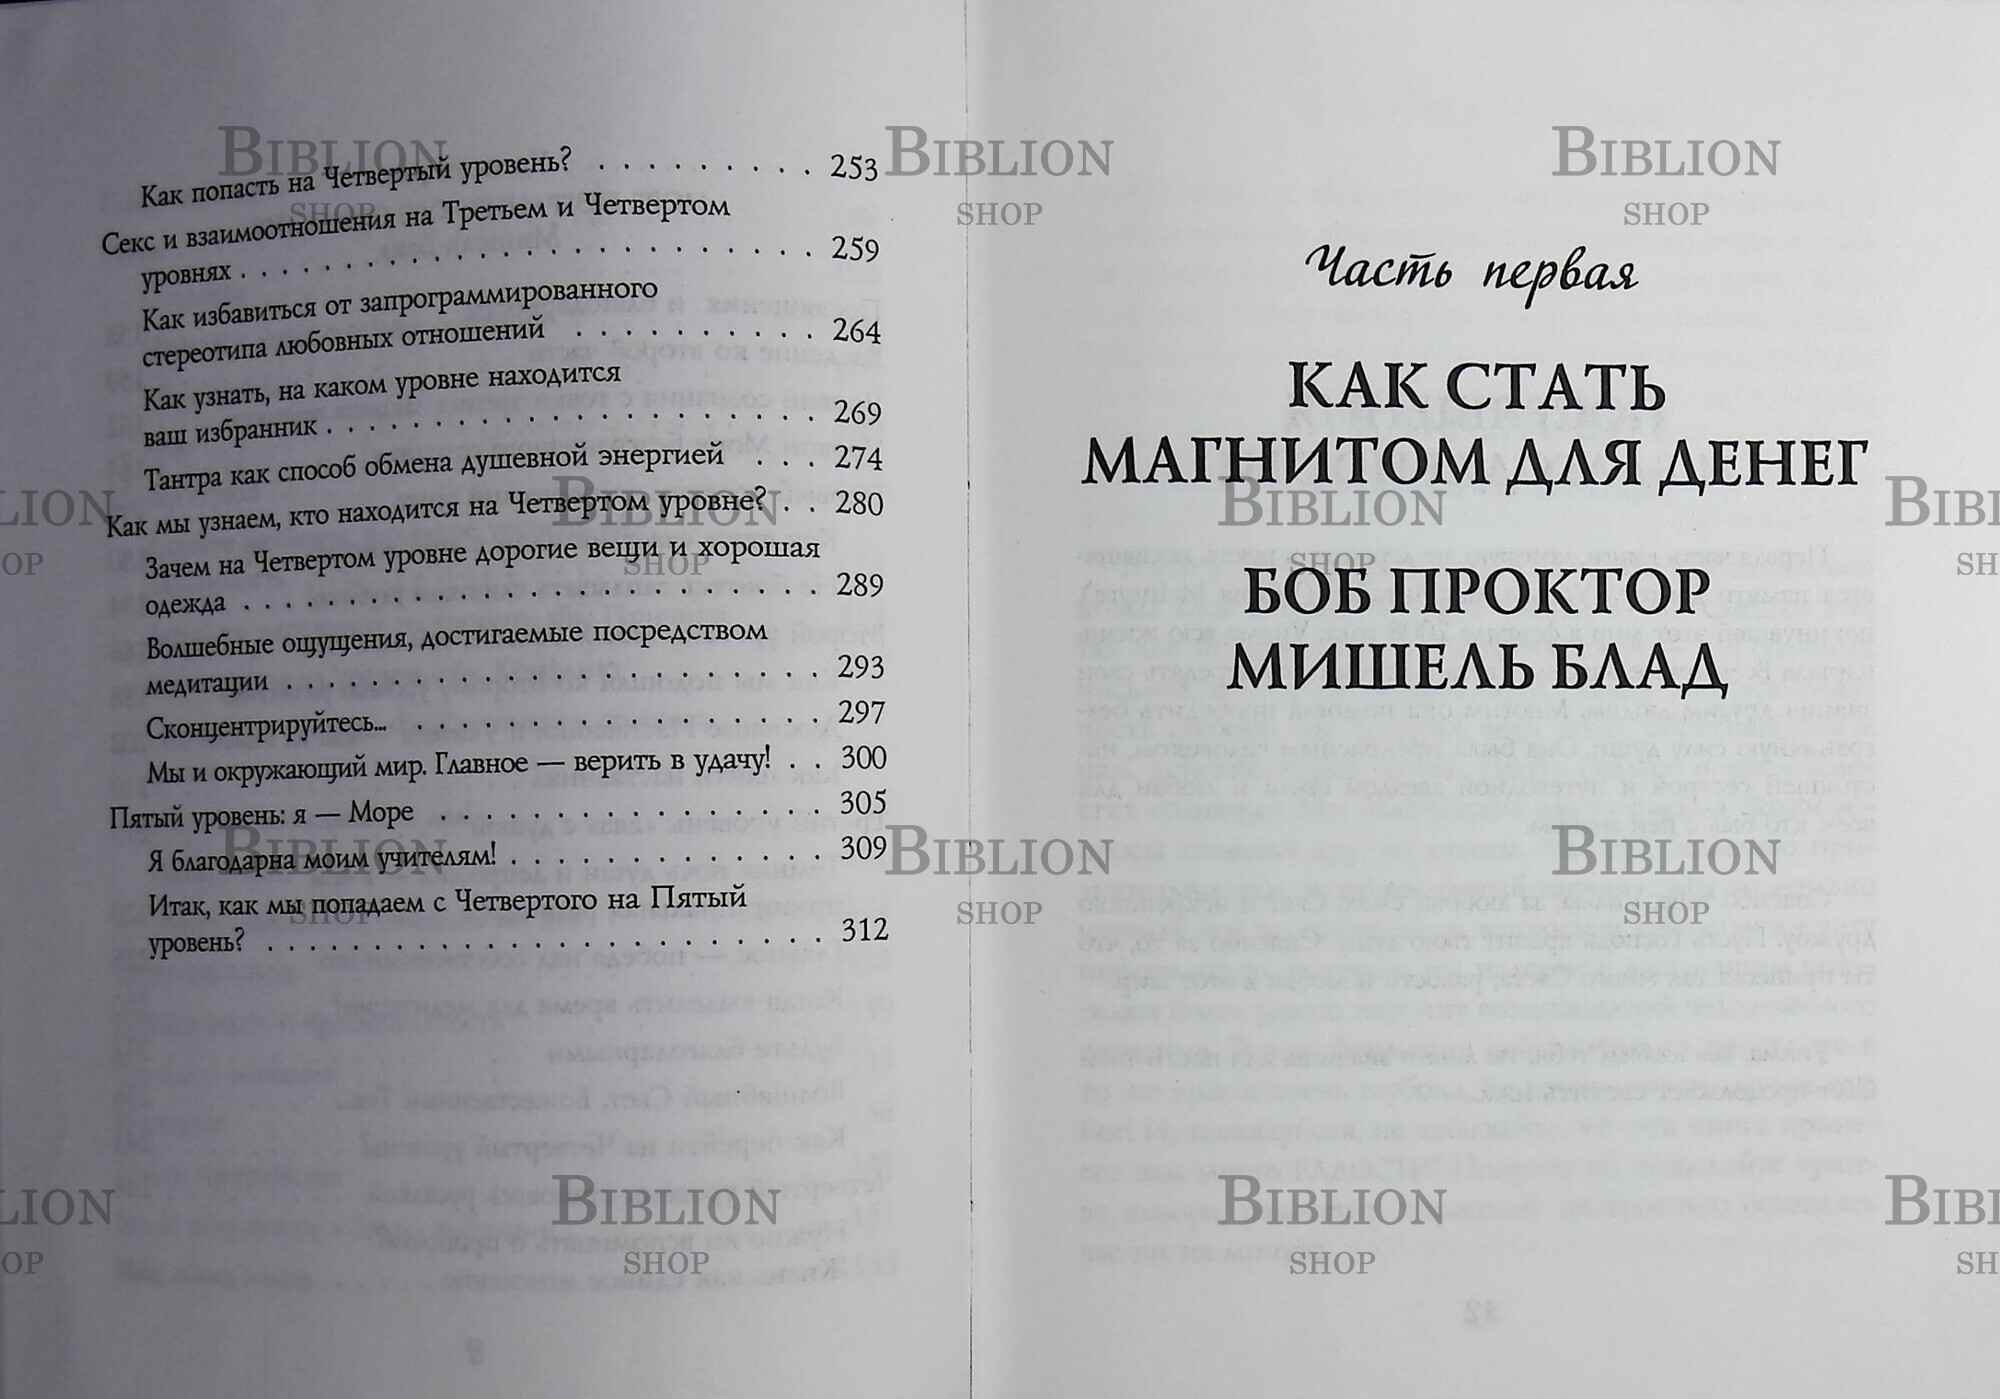 Как попасть на Четвертый уровень? . . . . . . . . . 253
Секс и взаимоотношения на Третьем и Четвертом
уровнях . . . . . . . . . . . . . . . . . . . . . . . 259
Как избавиться от запрограммированного
стереотипа любовных отношений . . . . . . . . . . 264
Как узнать, на каком уровне находится
ваш избранник . . . . . . . . . . . . . . . . . . . 269
Тантра как способ обмена душевной энергией . . . 274
Как мы узнаем, кто находится на Четвертом уровне? . . 280
Зачем на Четвертом уровне дорогие вещи и хорошая
одежда . . . . . . . . . . . . . . . . . . . . . . . 289
Волшебные ощущения, достигаемые посредством
медитации . . . . . . . . . . . . . . . . . . . . . 293
Сконцентрируйтесь... . . . . . . . . . . . . . . . . 297
Мы и окружающий мир. Главное — верить в удачу! . . 300
Пятый уровень: я — Море . . . . . . . . . . . . . . . 305
Я благодарна моим учителям! . . . . . . . . . . . . 309
Итак, как мы попадаем с Четвертого на Пятый
уровень? . . . . . . . . . . . . . . . . . . . . . . 312
Часть первая
КАК СТАТЬ
МАГНИТОМ ДЛЯ ДЕНЕГ
БОБ ПРОКТОР
МИШЕЛЬ БЛАД
BIBLION
SHOP